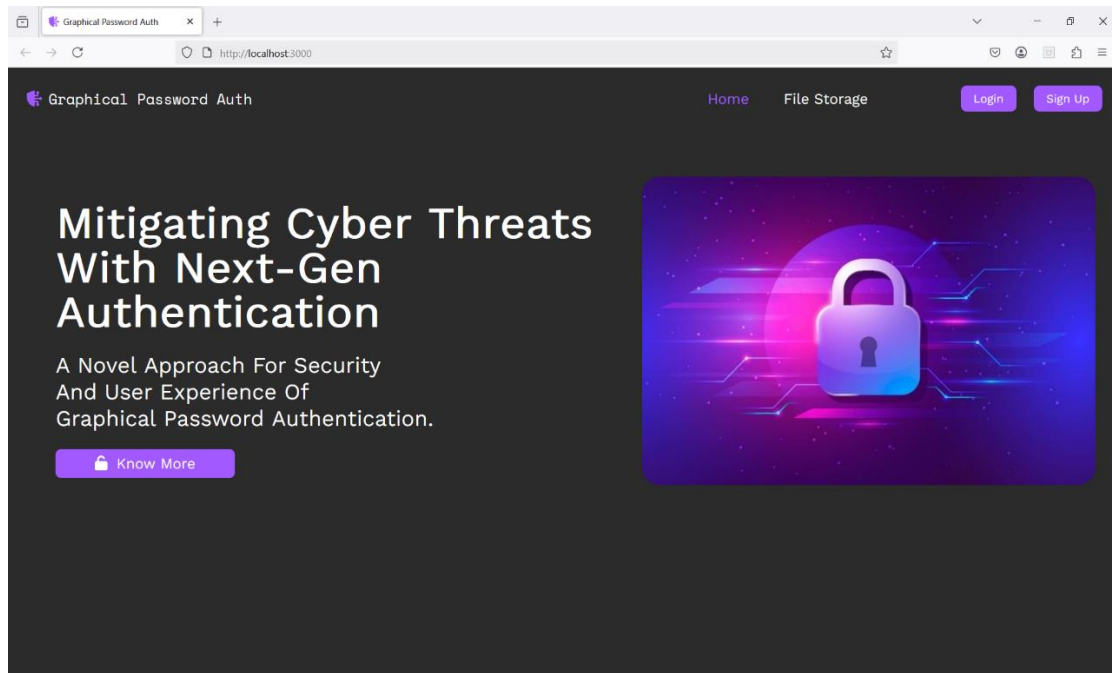 Graphical Password Auth
http://localhost:3000
Graphical Password Auth
Home
File Storage
Login
Sign Up
Mitigating Cyber Threats
With Next-Gen
Authentication
A Novel Approach For Security
And User Experience Of
Graphical Password Authentication.
Know More